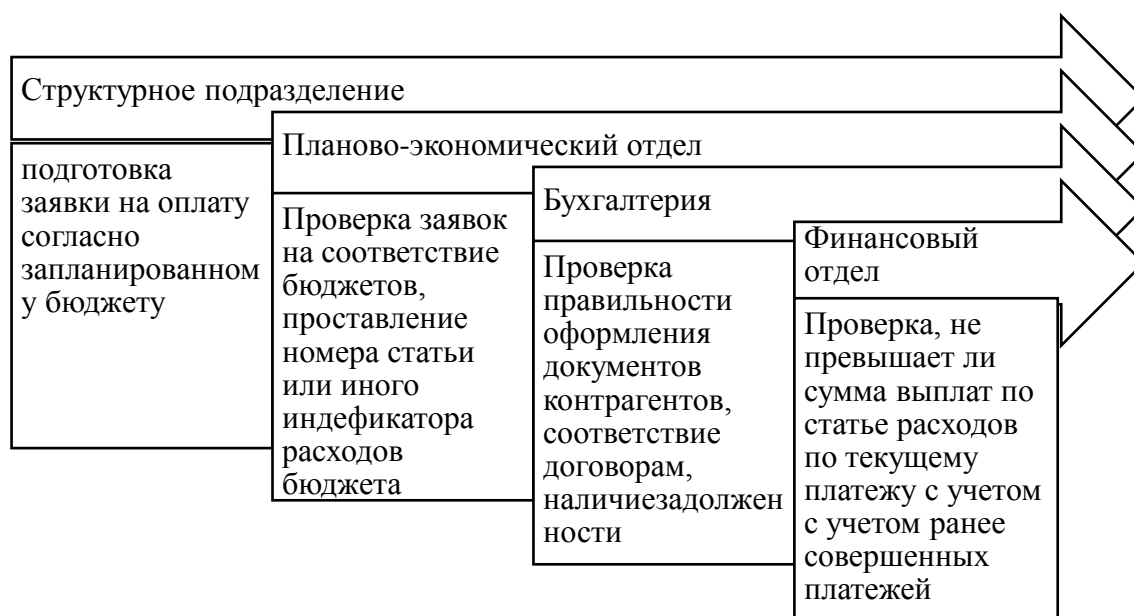 Структурное подразделение
подготовка
заявки на оплату
согласно
запланированном
у бюджету
Планово-экономический отдел
Проверка заявок
на соответствие
бюджетов,
проставление
номера статьи
или иного
индефикатора
расходов
бюджета
Бухгалтерия
Проверка
правильности
оформления
документов
контрагентов,
соответствие
договорам,
наличиезадолжен
ности
Финансовый
отдел
Проверка, не
превышает ли
сумма выплат по
статье расходов
по текущему
платежу с учетом
с учетом ранее
совершенных
платежей